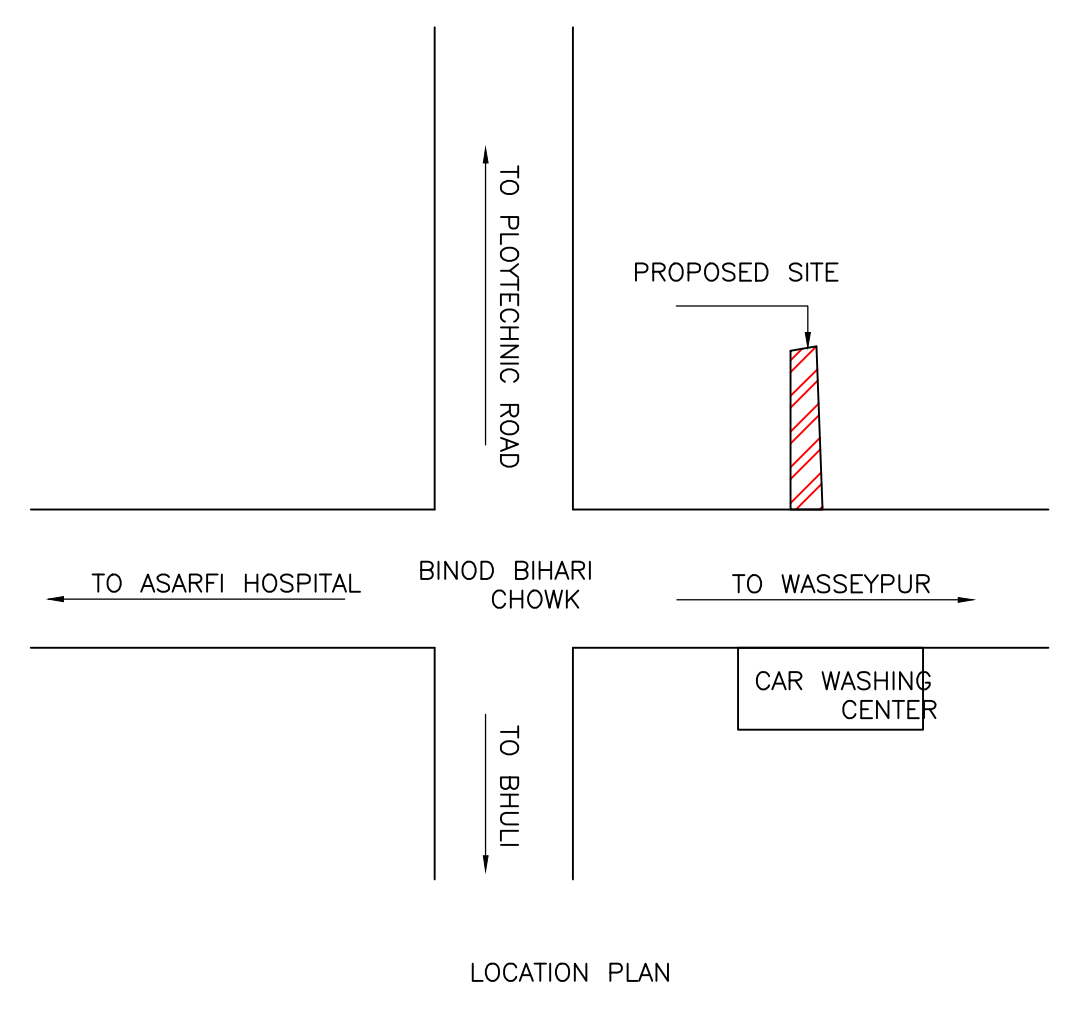 TO PLOYTECHNIC ROAD
PROPOSED SITE
TO ASARFI HOSPITAL
BINOD BIHARI
CHOWK
TO WASSEYPUR
CAR WASHING
CENTER
TO BHULI
LOCATION PLAN